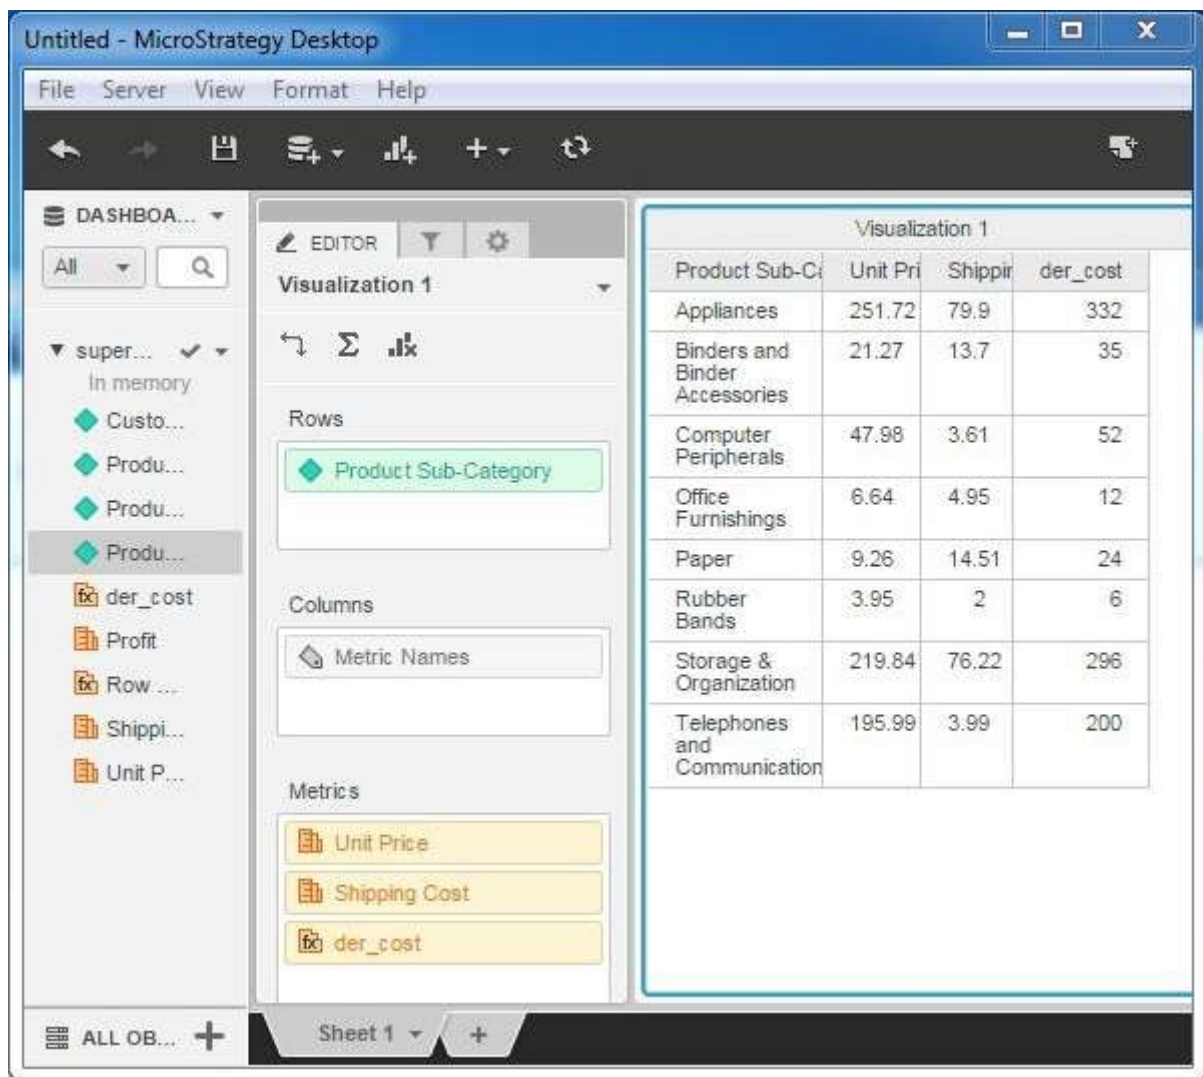 Untitled - MicroStrategy Desktop
File Server View Format Help
DASHBOA...
All
super...
In memory
Custo...
Produ...
Produ...
Produ...
der_cost
Profit
Row ...
Shippi...
Unit P...
ALL OB...
EDITOR
Visualization 1
Rows
Product Sub-Category
Columns
Metric Names
Metrics
Unit Price
Shipping Cost
der_cost
Visualization 1
Product Sub-Ca Unit Pri Shippin der_cost
Appliances 251.72 79.9 332
Binders and 21.27 13.7 35
Binder
Accessories
Computer 47.98 3.61 52
Peripherals
Office 6.64 4.95 12
Furnishings
Paper 9.26 14.51 24
Rubber 3.95 2 6
Bands
Storage & 219.84 76.22 296
Organization
Telephones 195.99 3.99 200
and
Communication
Sheet 1